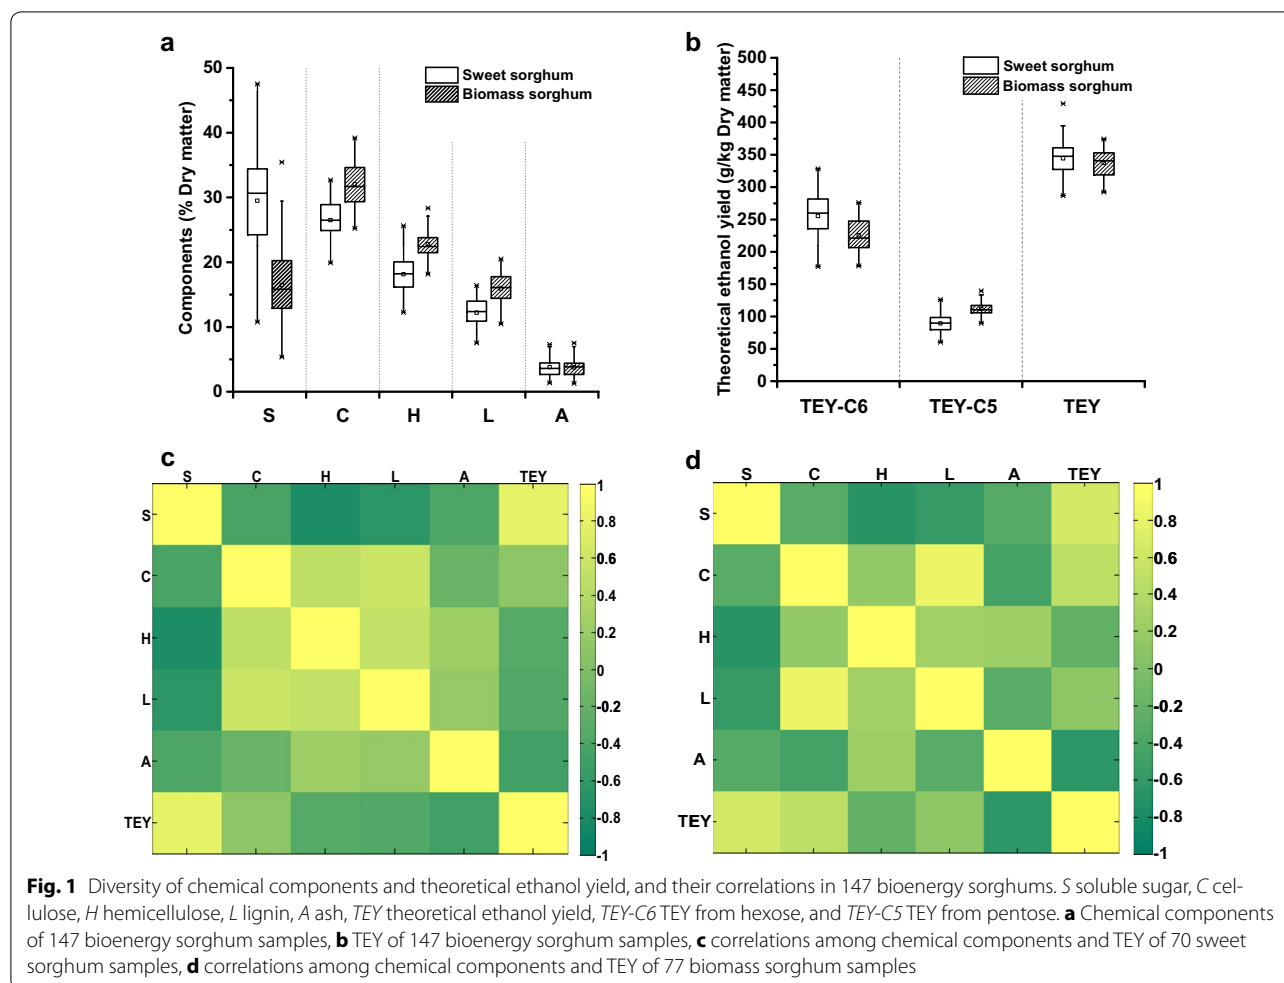 a
50
40
30
20
10
0
Components (% Dry matter)
Sweet sorghum
Biomass sorghum
S C H L A
b
500
450
400
350
300
250
200
150
100
50
0
Theoretical ethanol yield (g/kg Dry matter)
Sweet sorghum
Biomass sorghum
TEY-C6 TEY-C5 TEY
c
S C H L A TEY
S
C
H
L
A
TEY
1
0.8
0.6
0.4
0.2
0
-0.2
-0.4
-0.6
-0.8
-1
d
S C H L A TEY
S
C
H
L
A
TEY
1
0.8
0.6
0.4
0.2
0
-0.2
-0.4
-0.6
-0.8
-1
Fig. 1 Diversity of chemical components and theoretical ethanol yield, and their correlations in 147 bioenergy sorghums. S soluble sugar, C cel-
lulose, H hemicellulose, L lignin, A ash, TEY theoretical ethanol yield, TEY-C6 TEY from hexose, and TEY-C5 TEY from pentose. a Chemical components
of 147 bioenergy sorghum samples, b TEY of 147 bioenergy sorghum samples, c correlations among chemical components and TEY of 70 sweet
sorghum samples, d correlations among chemical components and TEY of 77 biomass sorghum samples